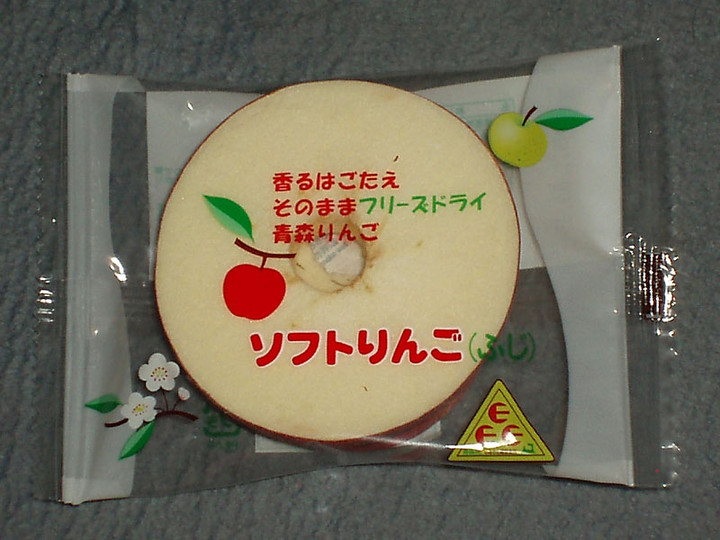 香るはごたえ
そのままフリーズドライ
青森りんご
ソフトりんご(ふじ)
E
E E